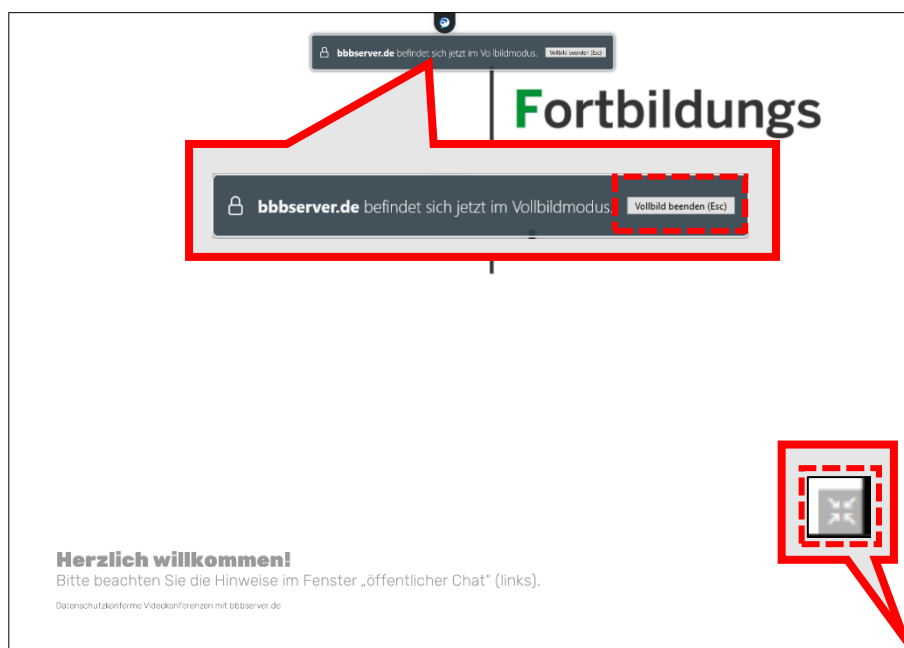 bbbserver.de befindet sich jetzt im Vollbildmodus. Vollbild beenden (Esc)
Fortbildungs
bbbserver.de befindet sich jetzt im Vollbildmodus. Vollbild beenden (Esc)
Herzlich willkommen!
Bitte beachten Sie die Hinweise im Fenster „öffentlicher Chat“ (links).
Datenschutzkonforme Videokonferenzen mit bbbserver.de